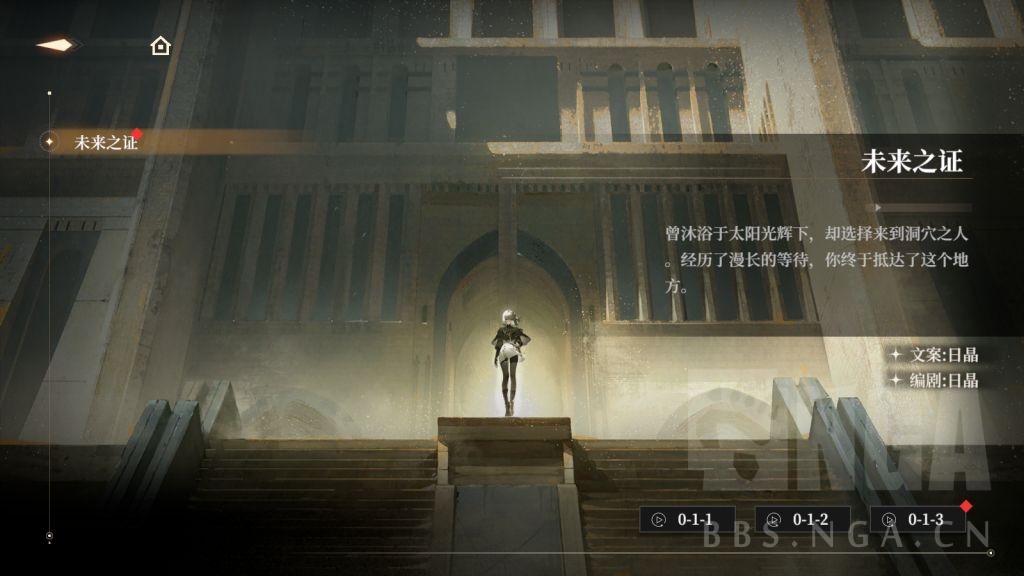 未来之证
未来之证
曾沐浴于太阳光辉下，却选择来到洞穴之人
。经历了漫长的等待，你终于抵达了这个地
方。
文案:日晶
编剧:日晶
NGA
0-1-1
0-1-2
0-1-3
BBS.NGA.CN